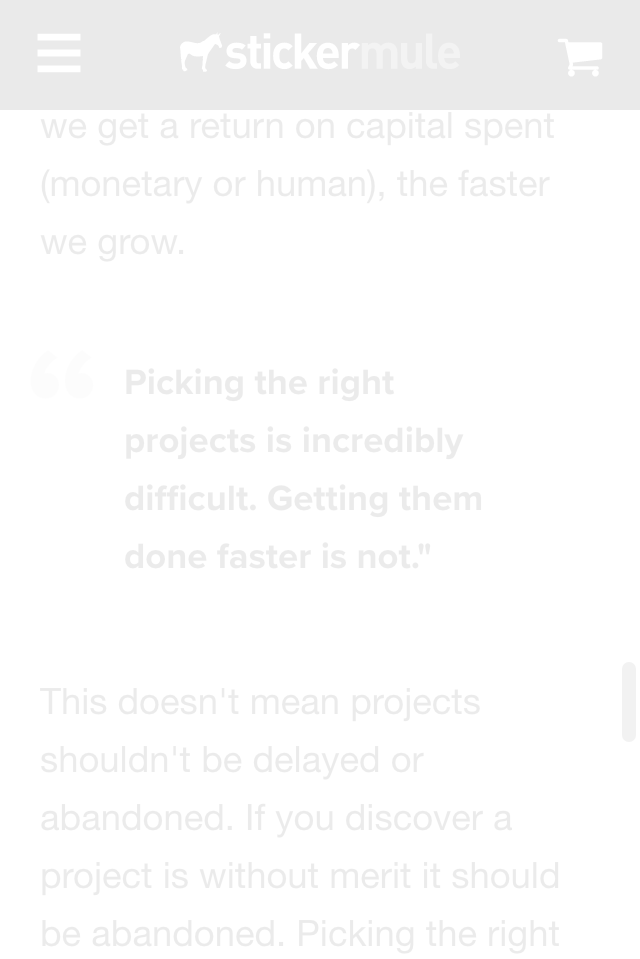 stickermule
we get a return on capital spent
(monetary or human), the faster
we grow.
“
Picking the right
projects is incredibly
difficult. Getting them
done faster is not."
This doesn't mean projects
shouldn't be delayed or
abandoned. If you discover a
project is without merit it should
be abandoned. Picking the right